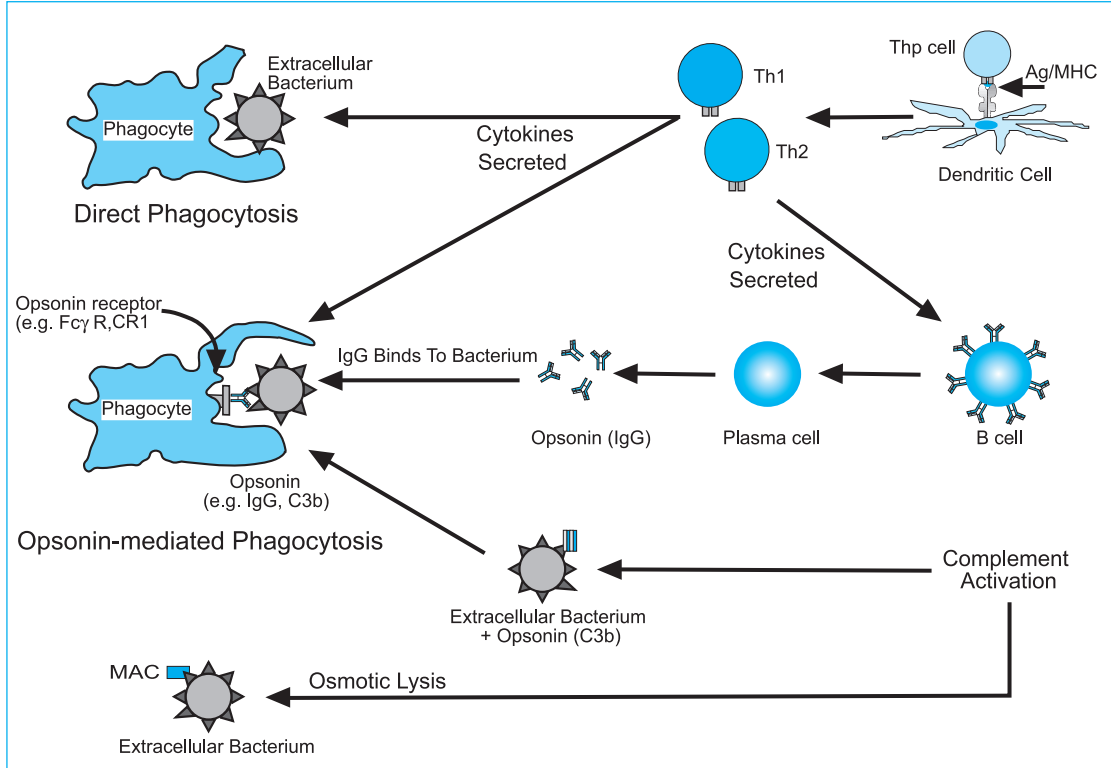 Extracellular
Bacterium
Phagocyte
Direct Phagocytosis
Cytokines
Secreted
Th1
Th2
Thp cell
Ag/MHC
Dendritic Cell
Cytokines
Secreted
Opsonin receptor
(e.g. Fcγ R,CR1
Phagocyte
IgG Binds To Bacterium
Opsonin (IgG)
Plasma cell
B cell
Opsonin
(e.g. IgG, C3b)
Opsonin-mediated Phagocytosis
Extracellular Bacterium
+ Opsonin (C3b)
Complement
Activation
MAC
Osmotic Lysis
Extracellular Bacterium